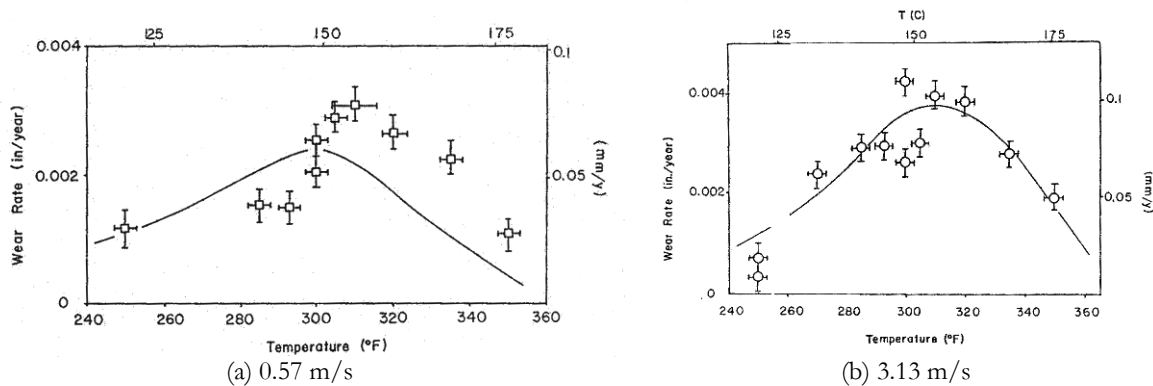 125 150 175
0.004
0.002
0
Wear Rate (in/year)
0.1
0.05
(mm/y)
240 260 280 300 320 340 360
Temperature (°F)
(a) 0.57 m/s
T (C)
125 150 175
0.004
0.002
0
Wear Rate (in./year)
0.1
0.05
(mm/y)
240 260 280 300 320 340 360
Temperature (°F)
(b) 3.13 m/s